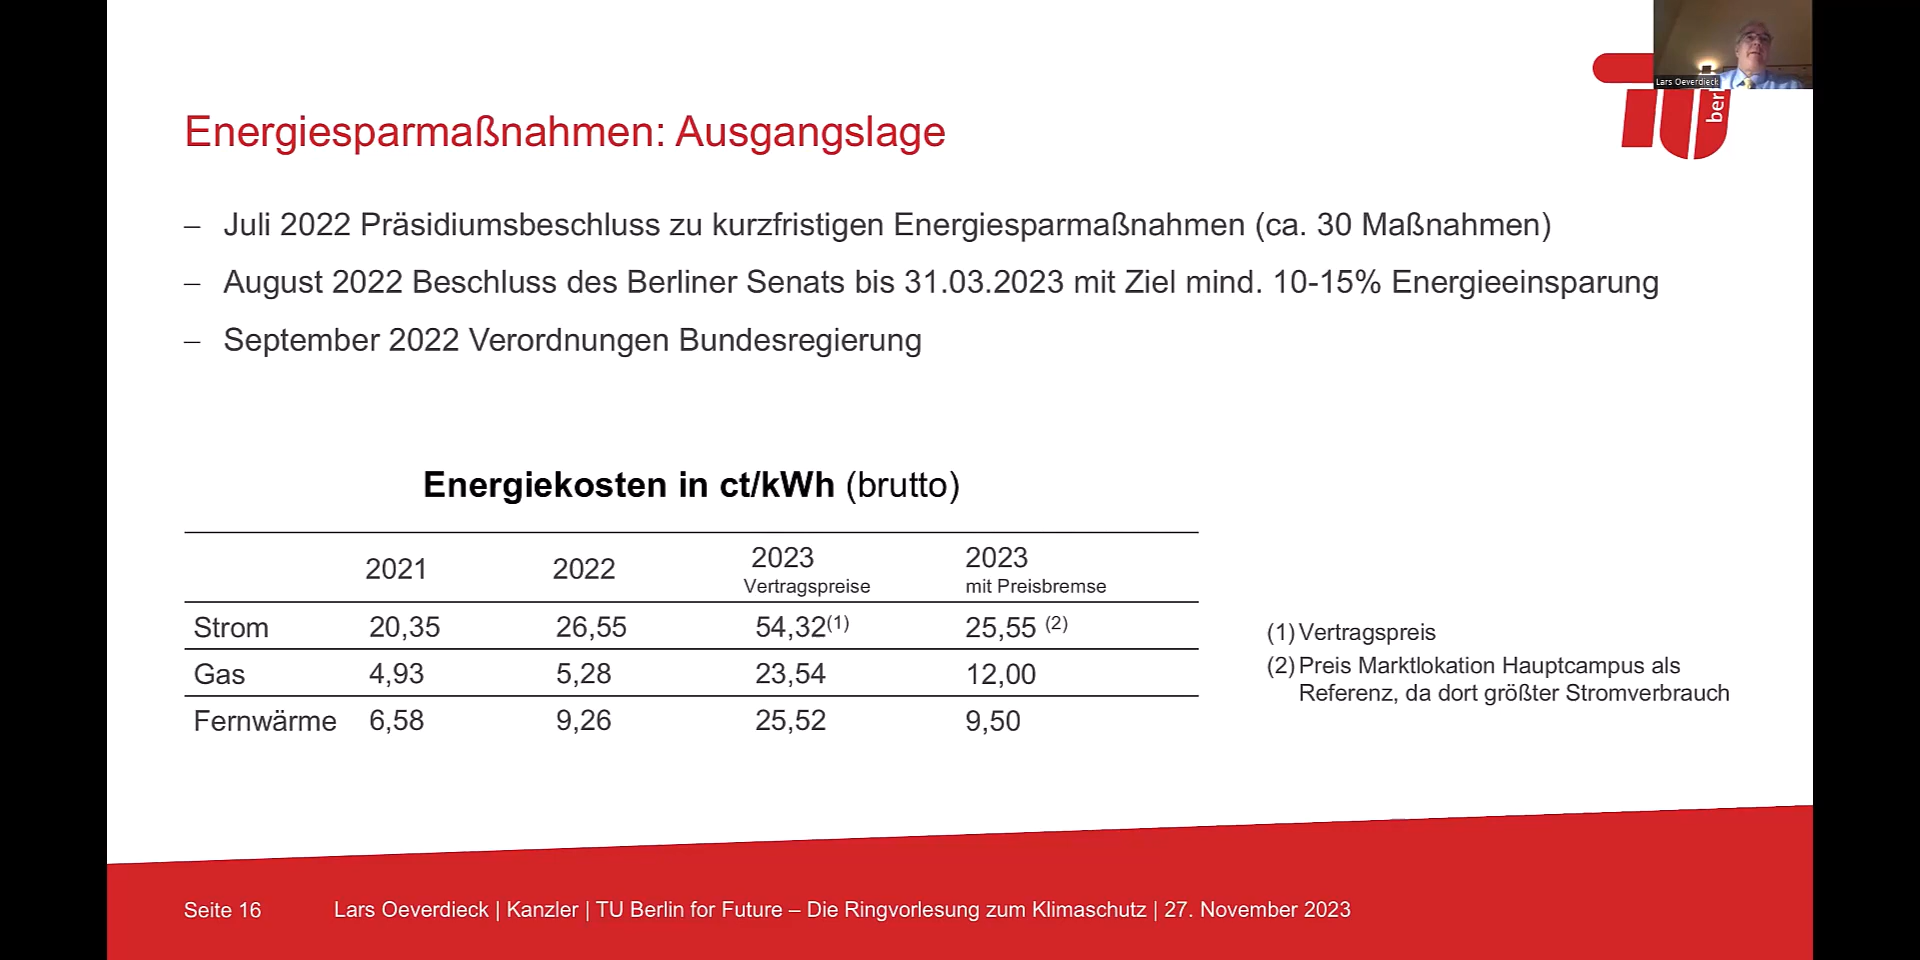 Lars Oeverdieck
berl
Energiesparmaßnahmen: Ausgangslage
– Juli 2022 Präsidiumsbeschluss zu kurzfristigen Energiesparmaßnahmen (ca. 30 Maßnahmen)
– August 2022 Beschluss des Berliner Senats bis 31.03.2023 mit Ziel mind. 10-15% Energieeinsparung
– September 2022 Verordnungen Bundesregierung
Energiekosten in ct/kWh (brutto)
2021 2022 2023 Vertragspreise 2023 mit Preisbremse
Strom 20,35 26,55 54,32(1) 25,55 (2)
Gas 4,93 5,28 23,54 12,00
Fernwärme 6,58 9,26 25,52 9,50
(1) Vertragspreis
(2) Preis Marktlokation Hauptcampus als
Referenz, da dort größter Stromverbrauch
Seite 16 Lars Oeverdieck | Kanzler | TU Berlin for Future – Die Ringvorlesung zum Klimaschutz | 27. November 2023